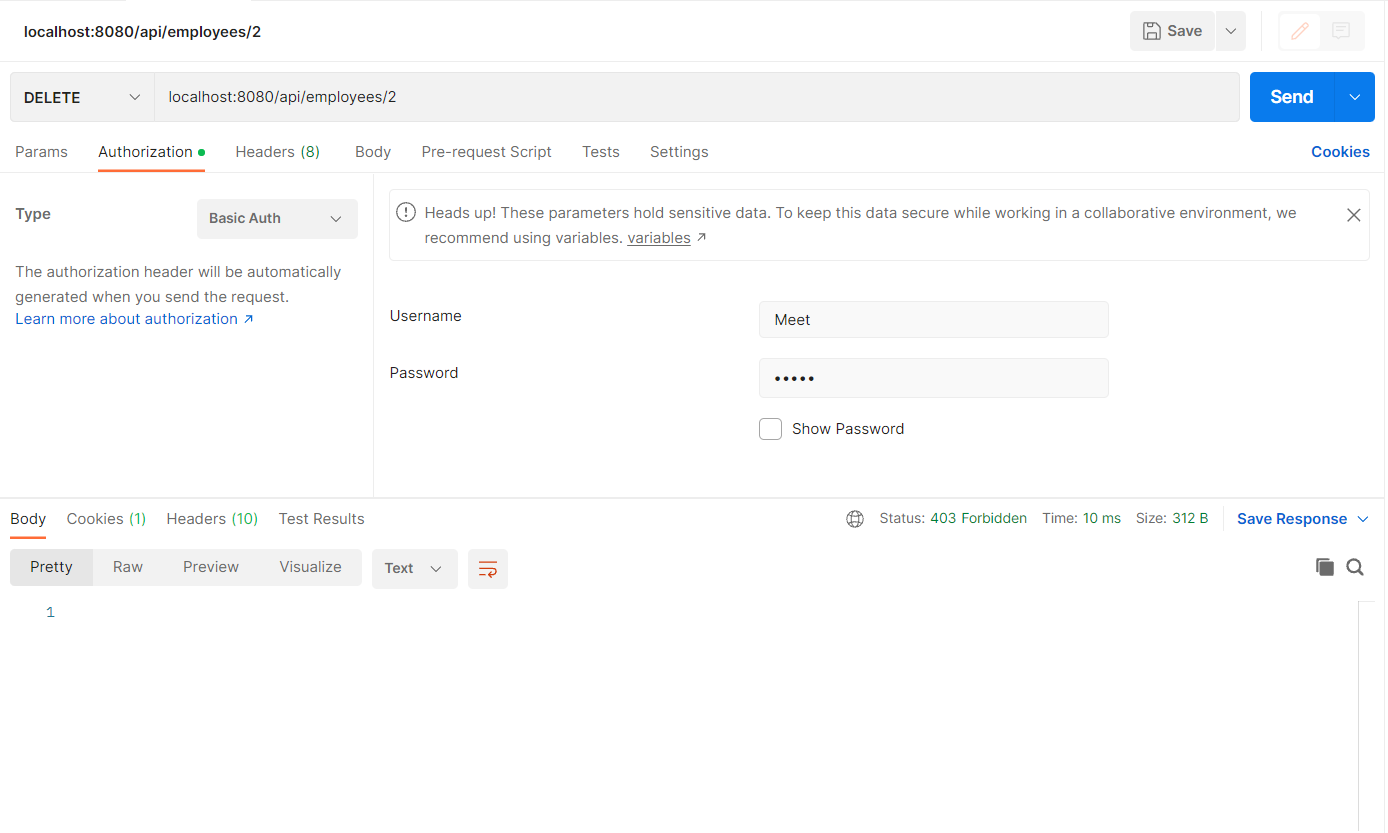 localhost:8080/api/employees/2
Save
DELETE
localhost:8080/api/employees/2
Send
Params Authorization Headers (8) Body Pre-request Script Tests Settings Cookies
Type
Basic Auth
The authorization header will be automatically
generated when you send the request.
Learn more about authorization ↗
Heads up! These parameters hold sensitive data. To keep this data secure while working in a collaborative environment, we
recommend using variables. variables ↗
Username
Meet
Password
•••••
Show Password
Body Cookies (1) Headers (10) Test Results Status: 403 Forbidden Time: 10 ms Size: 312 B Save Response
Pretty Raw Preview Visualize Text
1